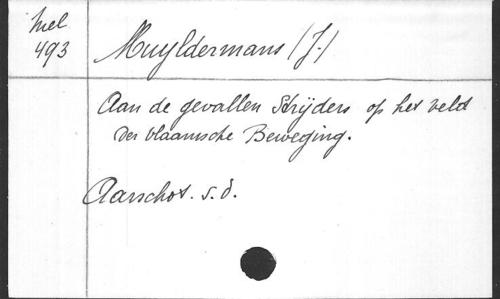 Mel
493
Muyldermans (J.)
Aan de gevallen Strijders op het veld
Der Vlaamsche Beweging.
Aarschot. s.d.